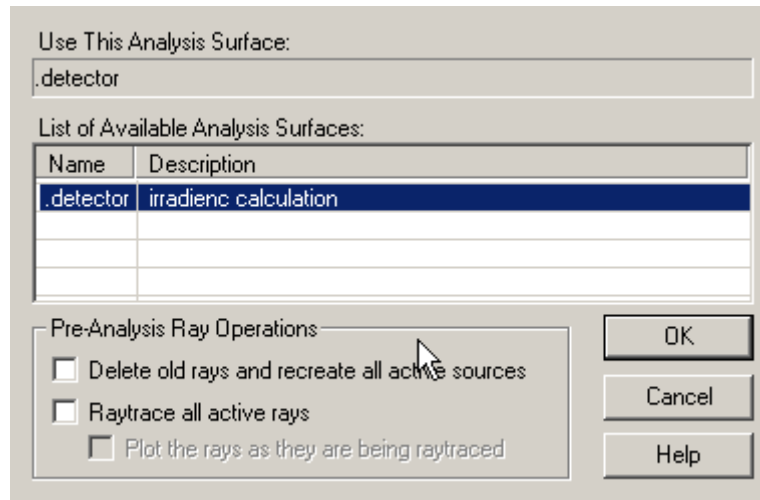 Use This Analysis Surface:
.detector
List of Available Analysis Surfaces:
Name Description
.detector irradienc calculation
Pre-Analysis Ray Operations
Delete old rays and recreate all active sources
Raytrace all active rays
Plot the rays as they are being raytraced
OK
Cancel
Help